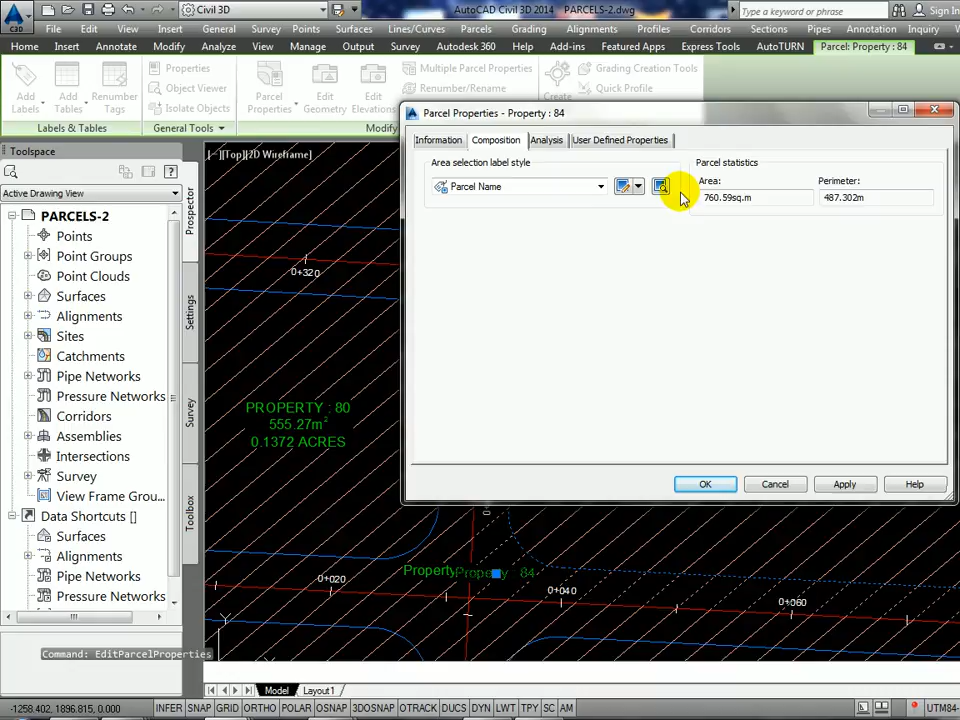 C3D
Civil 3D
AutoCAD Civil 3D 2014 PARCELS-2.dwg
Type a keyword or phrase
Sign In
File Edit View Insert General Survey Points Surfaces Lines/Curves Parcels Grading Alignments Profiles Corridors Sections Pipes Annotation Inquiry
Home Insert Annotate Modify Analyze View Manage Output Survey Autodesk 360 Help Add-ins Featured Apps Express Tools AutoTURN Parcel: Property : 84
Add Labels
Add Tables
Renumber Tags
Labels & Tables
Properties
Object Viewer
Isolate Objects
General Tools
Parcel Properties
Edit Geometry
Edit Elevations
Multiple Parcel Properties
Renumber/Rename
Modify
Create
Grading Creation Tools
Quick Profile
Toolspace
Active Drawing View
PARCELS-2
Points
Point Groups
Point Clouds
Surfaces
Alignments
Sites
Catchments
Pipe Networks
Pressure Networks
Corridors
Assemblies
Intersections
Survey
View Frame Grou...
Data Shortcuts []
Surfaces
Alignments
Pipe Networks
Pressure Networks
Prospector
Settings
Survey
Toolbox
[-][Top][2D Wireframe]
0+320
PROPERTY : 80
555.27m²
0.1372 ACRES
Property
Property 84
0+020
0+040
0+060
Y
Parcel Properties - Property : 84
Information Composition Analysis User Defined Properties
Area selection label style
Parcel Name
Parcel statistics
Area: Perimeter:
760.59sq.m 487.302m
OK Cancel Apply Help
Command: EditParcelProperties
Model Layout1
-1258.402, 1896.815, 0.000 INFER SNAP GRID ORTHO POLAR OSNAP 3DOSNAP OTRACK DUCS DYN LWT TPY SC AM
UTM84-